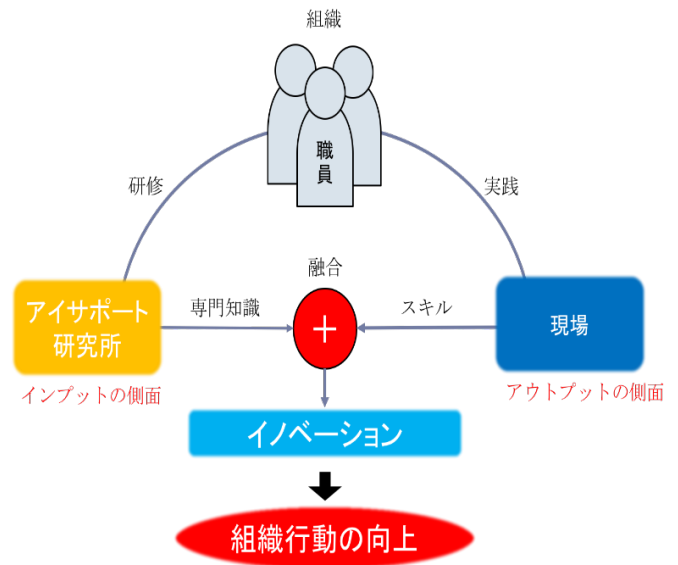 組織
職
員
研修
実践
融合
アイサポート
研究所
専門知識
＋
スキル
現場
インプットの側面
アウトプットの側面
イノベーション
組織行動の向上